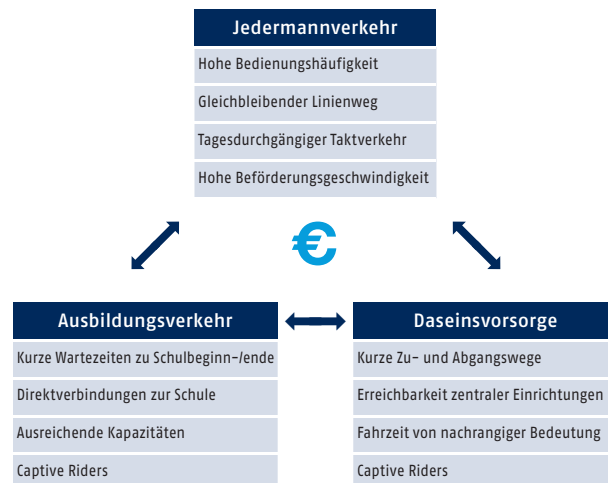 Jedermannverkehr
Hohe Bedienungshäufigkeit
Gleichbleibender Linienweg
Tagesdurchgängiger Taktverkehr
Hohe Beförderungsgeschwindigkeit
€
Ausbildungsverkehr
Kurze Wartezeiten zu Schulbeginn-/ende
Direktverbindungen zur Schule
Ausreichende Kapazitäten
Captive Riders
Daseinsvorsorge
Kurze Zu- und Abgangswege
Erreichbarkeit zentraler Einrichtungen
Fahrzeit von nachrangiger Bedeutung
Captive Riders